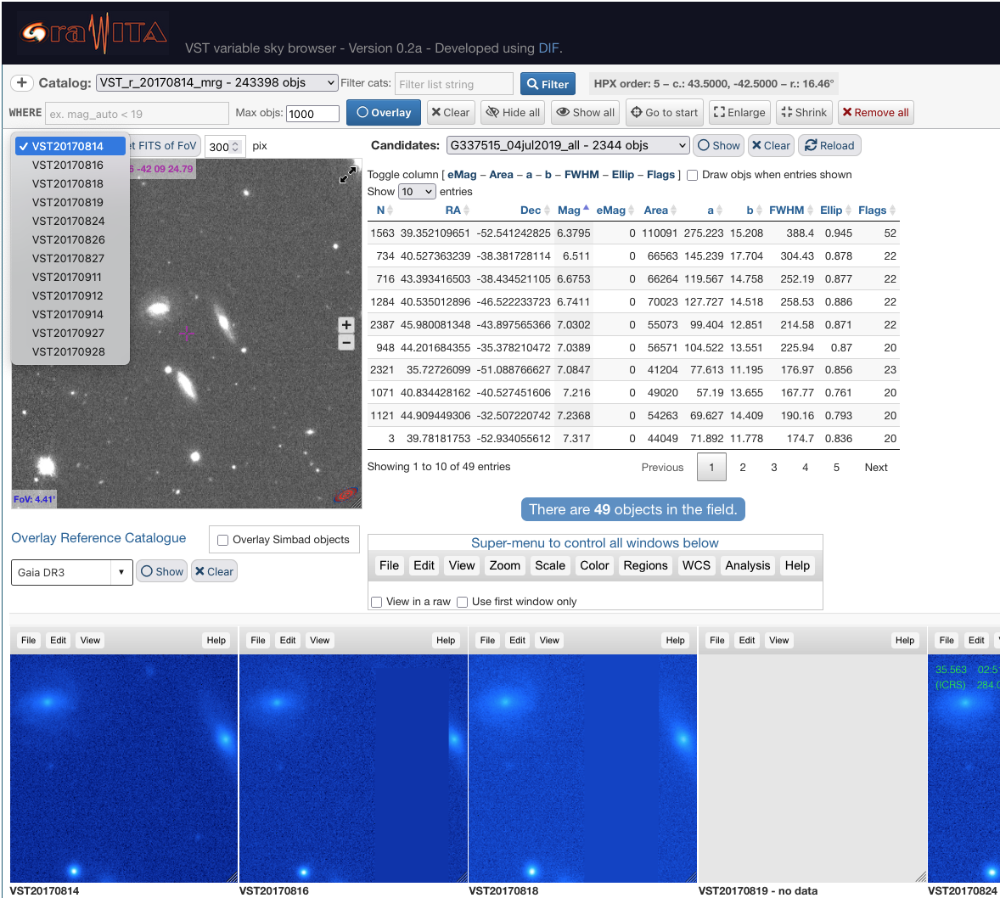 GraWITA
VST variable sky browser - Version 0.2a - Developed using DIF.
+ Catalog: VST_r_20170814_mrg - 243398 objs Filter cats: Filter list string Filter HPX order: 5 – c.: 43.5000, -42.5000 – r.: 16.46°
WHERE ex. mag_auto < 19 Max objs: 1000 Overlay Clear Hide all Show all Go to start Enlarge Shrink Remove all
✓ VST20170814
VST20170816
VST20170818
VST20170819
VST20170824
VST20170826
VST20170827
VST20170911
VST20170912
VST20170914
VST20170927
VST20170928
et FITS of FoV 300 pix
6 -42 09 24.79
+
−
FoV: 4.41'
Candidates: G337515_04jul2019_all - 2344 objs Show Clear Reload
Toggle column [ eMag – Area – a – b – FWHM – Ellip – Flags ] Draw objs when entries shown
Show 10 entries
N RA Dec Mag eMag Area a b FWHM Ellip Flags
1563 39.352109651 -52.541242825 6.3795 0 110091 275.223 15.208 388.4 0.945 52
734 40.527363239 -38.381728114 6.511 0 66563 145.239 17.704 304.43 0.878 22
716 43.393416503 -38.434521105 6.6753 0 66264 119.567 14.758 252.19 0.877 22
1284 40.535012896 -46.522233723 6.7411 0 70023 127.727 14.518 258.53 0.886 22
2387 45.980081348 -43.897565366 7.0302 0 55073 99.404 12.851 214.58 0.871 22
948 44.201684355 -35.378210472 7.0389 0 56571 104.522 13.551 225.94 0.87 20
2321 35.72726099 -51.088766627 7.0847 0 41204 77.613 11.195 176.97 0.856 23
1071 40.834428162 -40.527451606 7.216 0 49020 57.19 13.655 167.77 0.761 20
1121 44.909449306 -32.507220742 7.2368 0 54263 69.627 14.409 190.16 0.793 20
3 39.78181753 -52.934055612 7.317 0 44049 71.892 11.778 174.7 0.836 20
Showing 1 to 10 of 49 entries Previous 1 2 3 4 5 Next
There are 49 objects in the field.
Overlay Reference Catalogue Overlay Simbad objects
Gaia DR3 Show Clear
Super-menu to control all windows below
File Edit View Zoom Scale Color Regions WCS Analysis Help
View in a raw Use first window only
File Edit View Help File Edit View Help File Edit View Help File Edit View Help File Edit
35.563 02:5
(ICRS) 284.0
VST20170814 VST20170816 VST20170818 VST20170819 - no data VST20170824